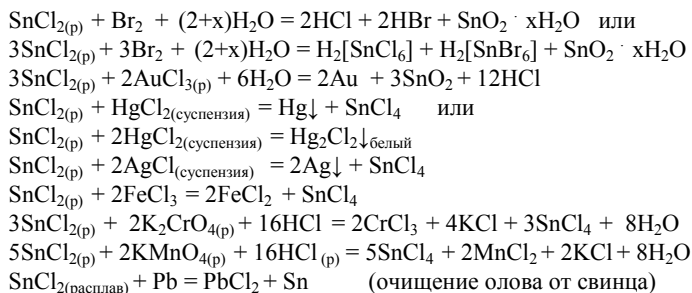 SnCl₂₍ₚ₎ + Br₂ + (2+x)H₂O = 2HCl + 2HBr + SnO₂ · xH₂O или
3SnCl₂₍ₚ₎ + 3Br₂ + (2+x)H₂O = H₂[SnCl₆] + H₂[SnBr₆] + SnO₂ · xH₂O
3SnCl₂₍ₚ₎ + 2AuCl₃₍ₚ₎ + 6H₂O = 2Au + 3SnO₂ + 12HCl
SnCl₂₍ₚ₎ + HgCl₂(суспензия) = Hg↓ + SnCl₄ или
SnCl₂₍ₚ₎ + 2HgCl₂(суспензия) = Hg₂Cl₂↓белый
SnCl₂₍ₚ₎ + 2AgCl(суспензия) = 2Ag↓ + SnCl₄
SnCl₂₍ₚ₎ + 2FeCl₃ = 2FeCl₂ + SnCl₄
3SnCl₂₍ₚ₎ + 2K₂CrO₄₍ₚ₎ + 16HCl = 2CrCl₃ + 4KCl + 3SnCl₄ + 8H₂O
5SnCl₂₍ₚ₎ + 2KMnO₄₍ₚ₎ + 16HCl ₍ₚ₎ = 5SnCl₄ + 2MnCl₂ + 2KCl + 8H₂O
SnCl₂(расплав) + Pb = PbCl₂ + Sn (очищение олова от свинца)